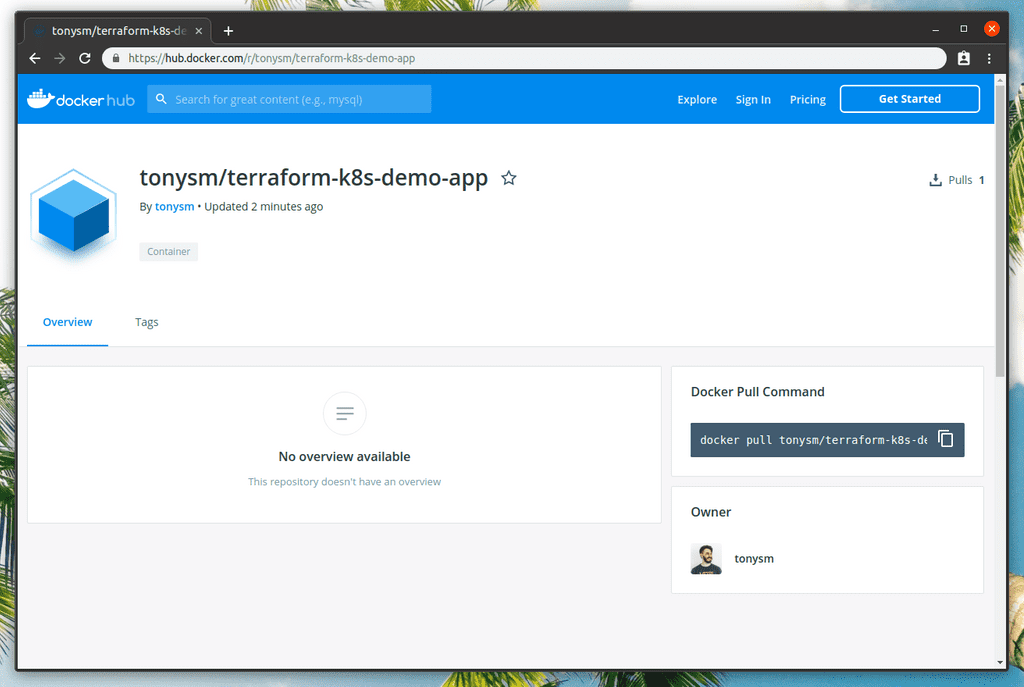 tonysm/terraform-k8s-de
https://hub.docker.com/r/tonysm/terraform-k8s-demo-app
docker hub
Search for great content (e.g., mysql)
Explore
Sign In
Pricing
Get Started
tonysm/terraform-k8s-demo-app
Pulls 1
By tonysm • Updated 2 minutes ago
Container
Overview
Tags
No overview available
This repository doesn't have an overview
Docker Pull Command
docker pull tonysm/terraform-k8s-de
Owner
tonysm